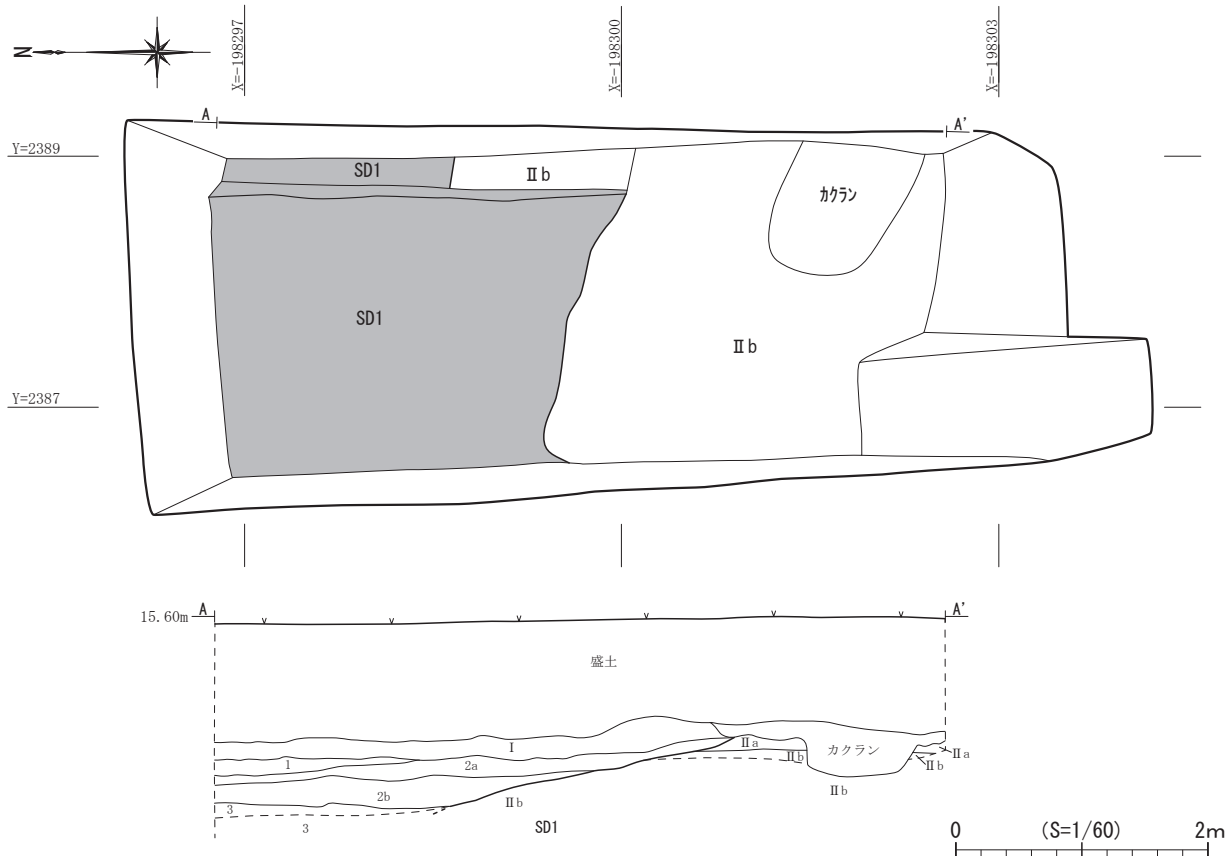 N
X=-198297
X=-198300
X=-198303
A
A'
Y=2389
SD1
Ⅱb
カクラン
SD1
Ⅱb
Y=2387
15.60m
A
A'
盛土
I
Ⅱa
カクラン
Ⅱa
1
2a
Ⅱb
Ⅱb
2b
Ⅱb
Ⅱb
3
3
SD1
0
(S=1/60)
2m